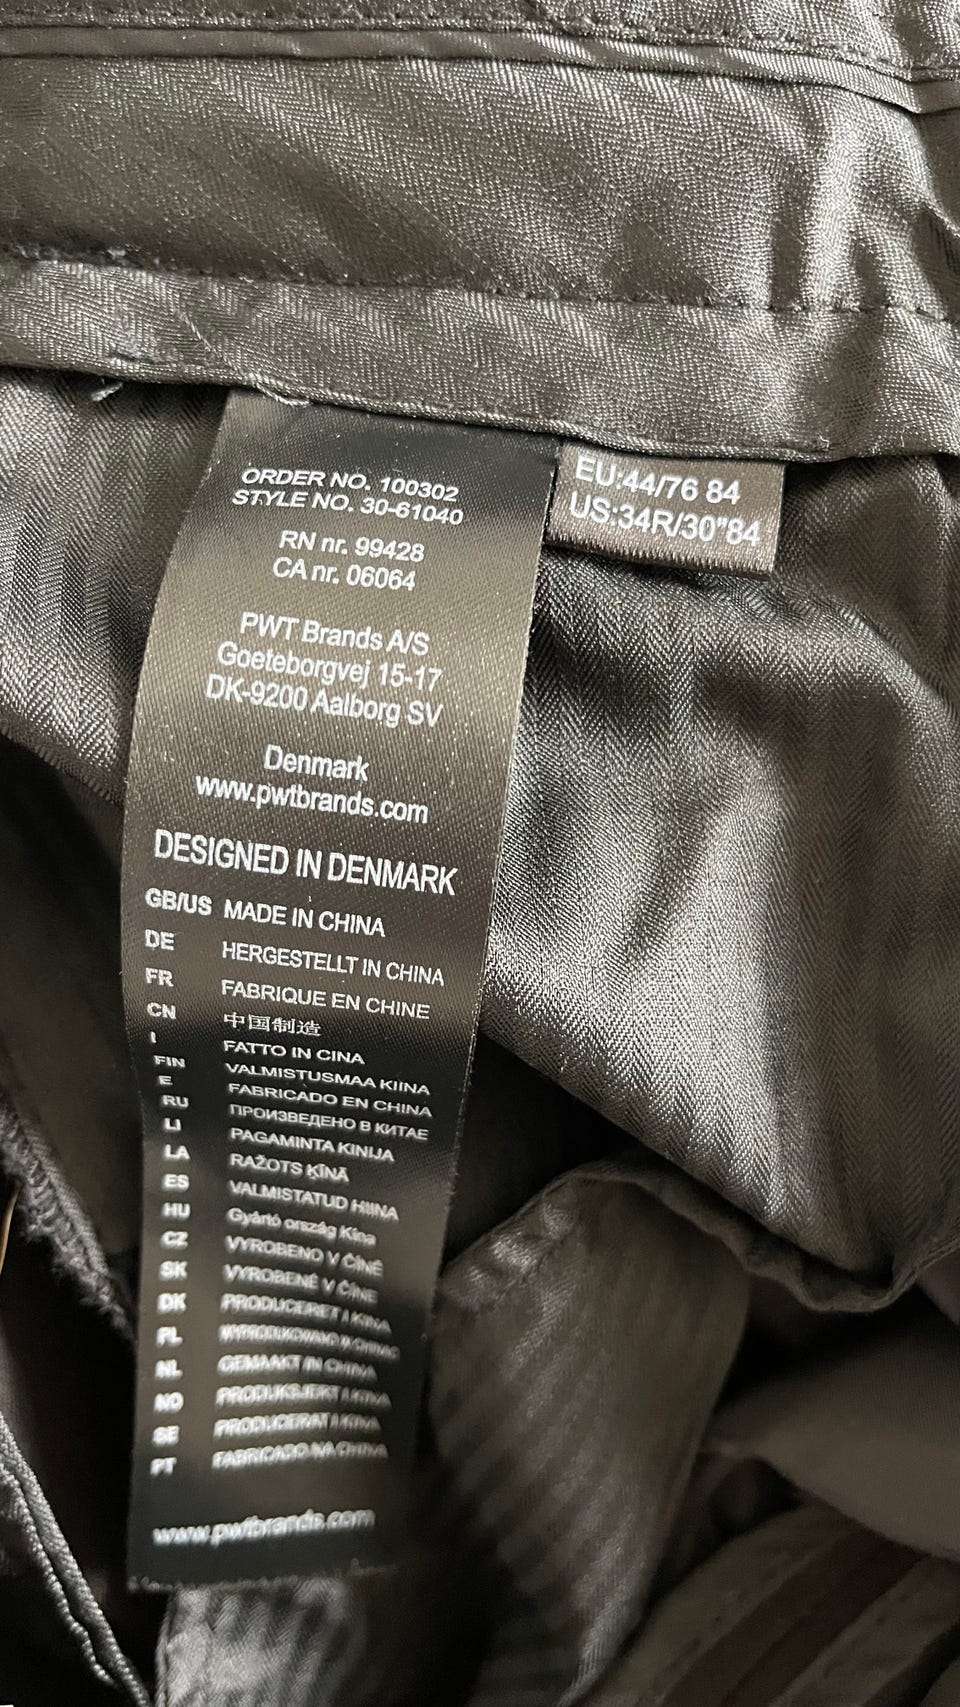 ORDER NO. 100302
STYLE NO. 30-61040
RN nr. 99428
CA nr. 06064
PWT Brands A/S
Goeteborgvej 15-17
DK-9200 Aalborg SV
Denmark
www.pwtbrands.com
DESIGNED IN DENMARK
GB/US MADE IN CHINA
DE HERGESTELLT IN CHINA
FR FABRIQUE EN CHINE
CN 中国制造
I FATTO IN CINA
FIN VALMISTUSMAA KIINA
E FABRICADO EN CHINA
RU ПРОИЗВЕДЕНО В КИТАЕ
LI PAGAMINTA KINIJA
LA RAŽOTS ĶĪNĀ
ES VALMISTATUD HIINA
HU Gyártó ország Kína
CZ VYROBENO V ČÍNĚ
SK VYROBENÉ V ČÍNE
DK PRODUCERET I KINA
PL WYPRODUKOWANO W CHINACH
NL GEMAAKT IN CHINA
NO PRODUKSJEKT I KINA
SE PRODUCERAT I KINA
PT FABRICADO NA CHINA
www.pwtbrands.com
EU:44/76 84
US:34R/30"84